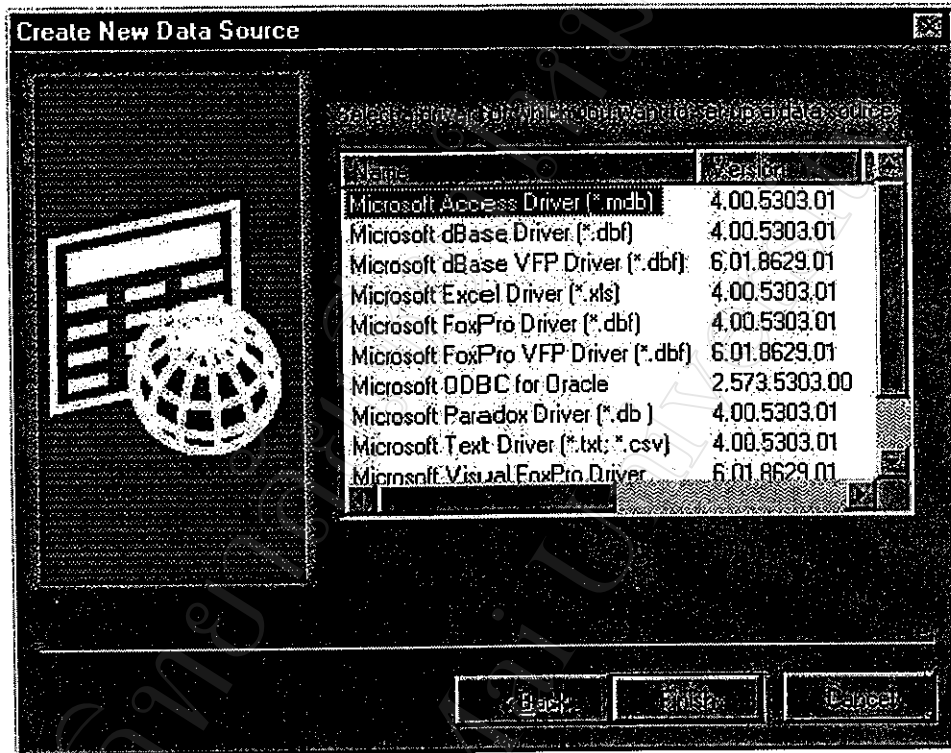 Create New Data Source
Select a driver for which you want to set up a data source.
Name Version
Microsoft Access Driver (*.mdb) 4.00.5303.01
Microsoft dBase Driver (*.dbf) 4.00.5303.01
Microsoft dBase VFP Driver (*.dbf) 6.01.8629.01
Microsoft Excel Driver (*.xls) 4.00.5303.01
Microsoft FoxPro Driver (*.dbf) 4.00.5303.01
Microsoft FoxPro VFP Driver (*.dbf) 6.01.8629.01
Microsoft ODBC for Oracle 2.573.5303.00
Microsoft Paradox Driver (*.db ) 4.00.5303.01
Microsoft Text Driver (*.txt; *.csv) 4.00.5303.01
Microsoft Visual FoxPro Driver 6.01.8629.01
< Back Finish Cancel